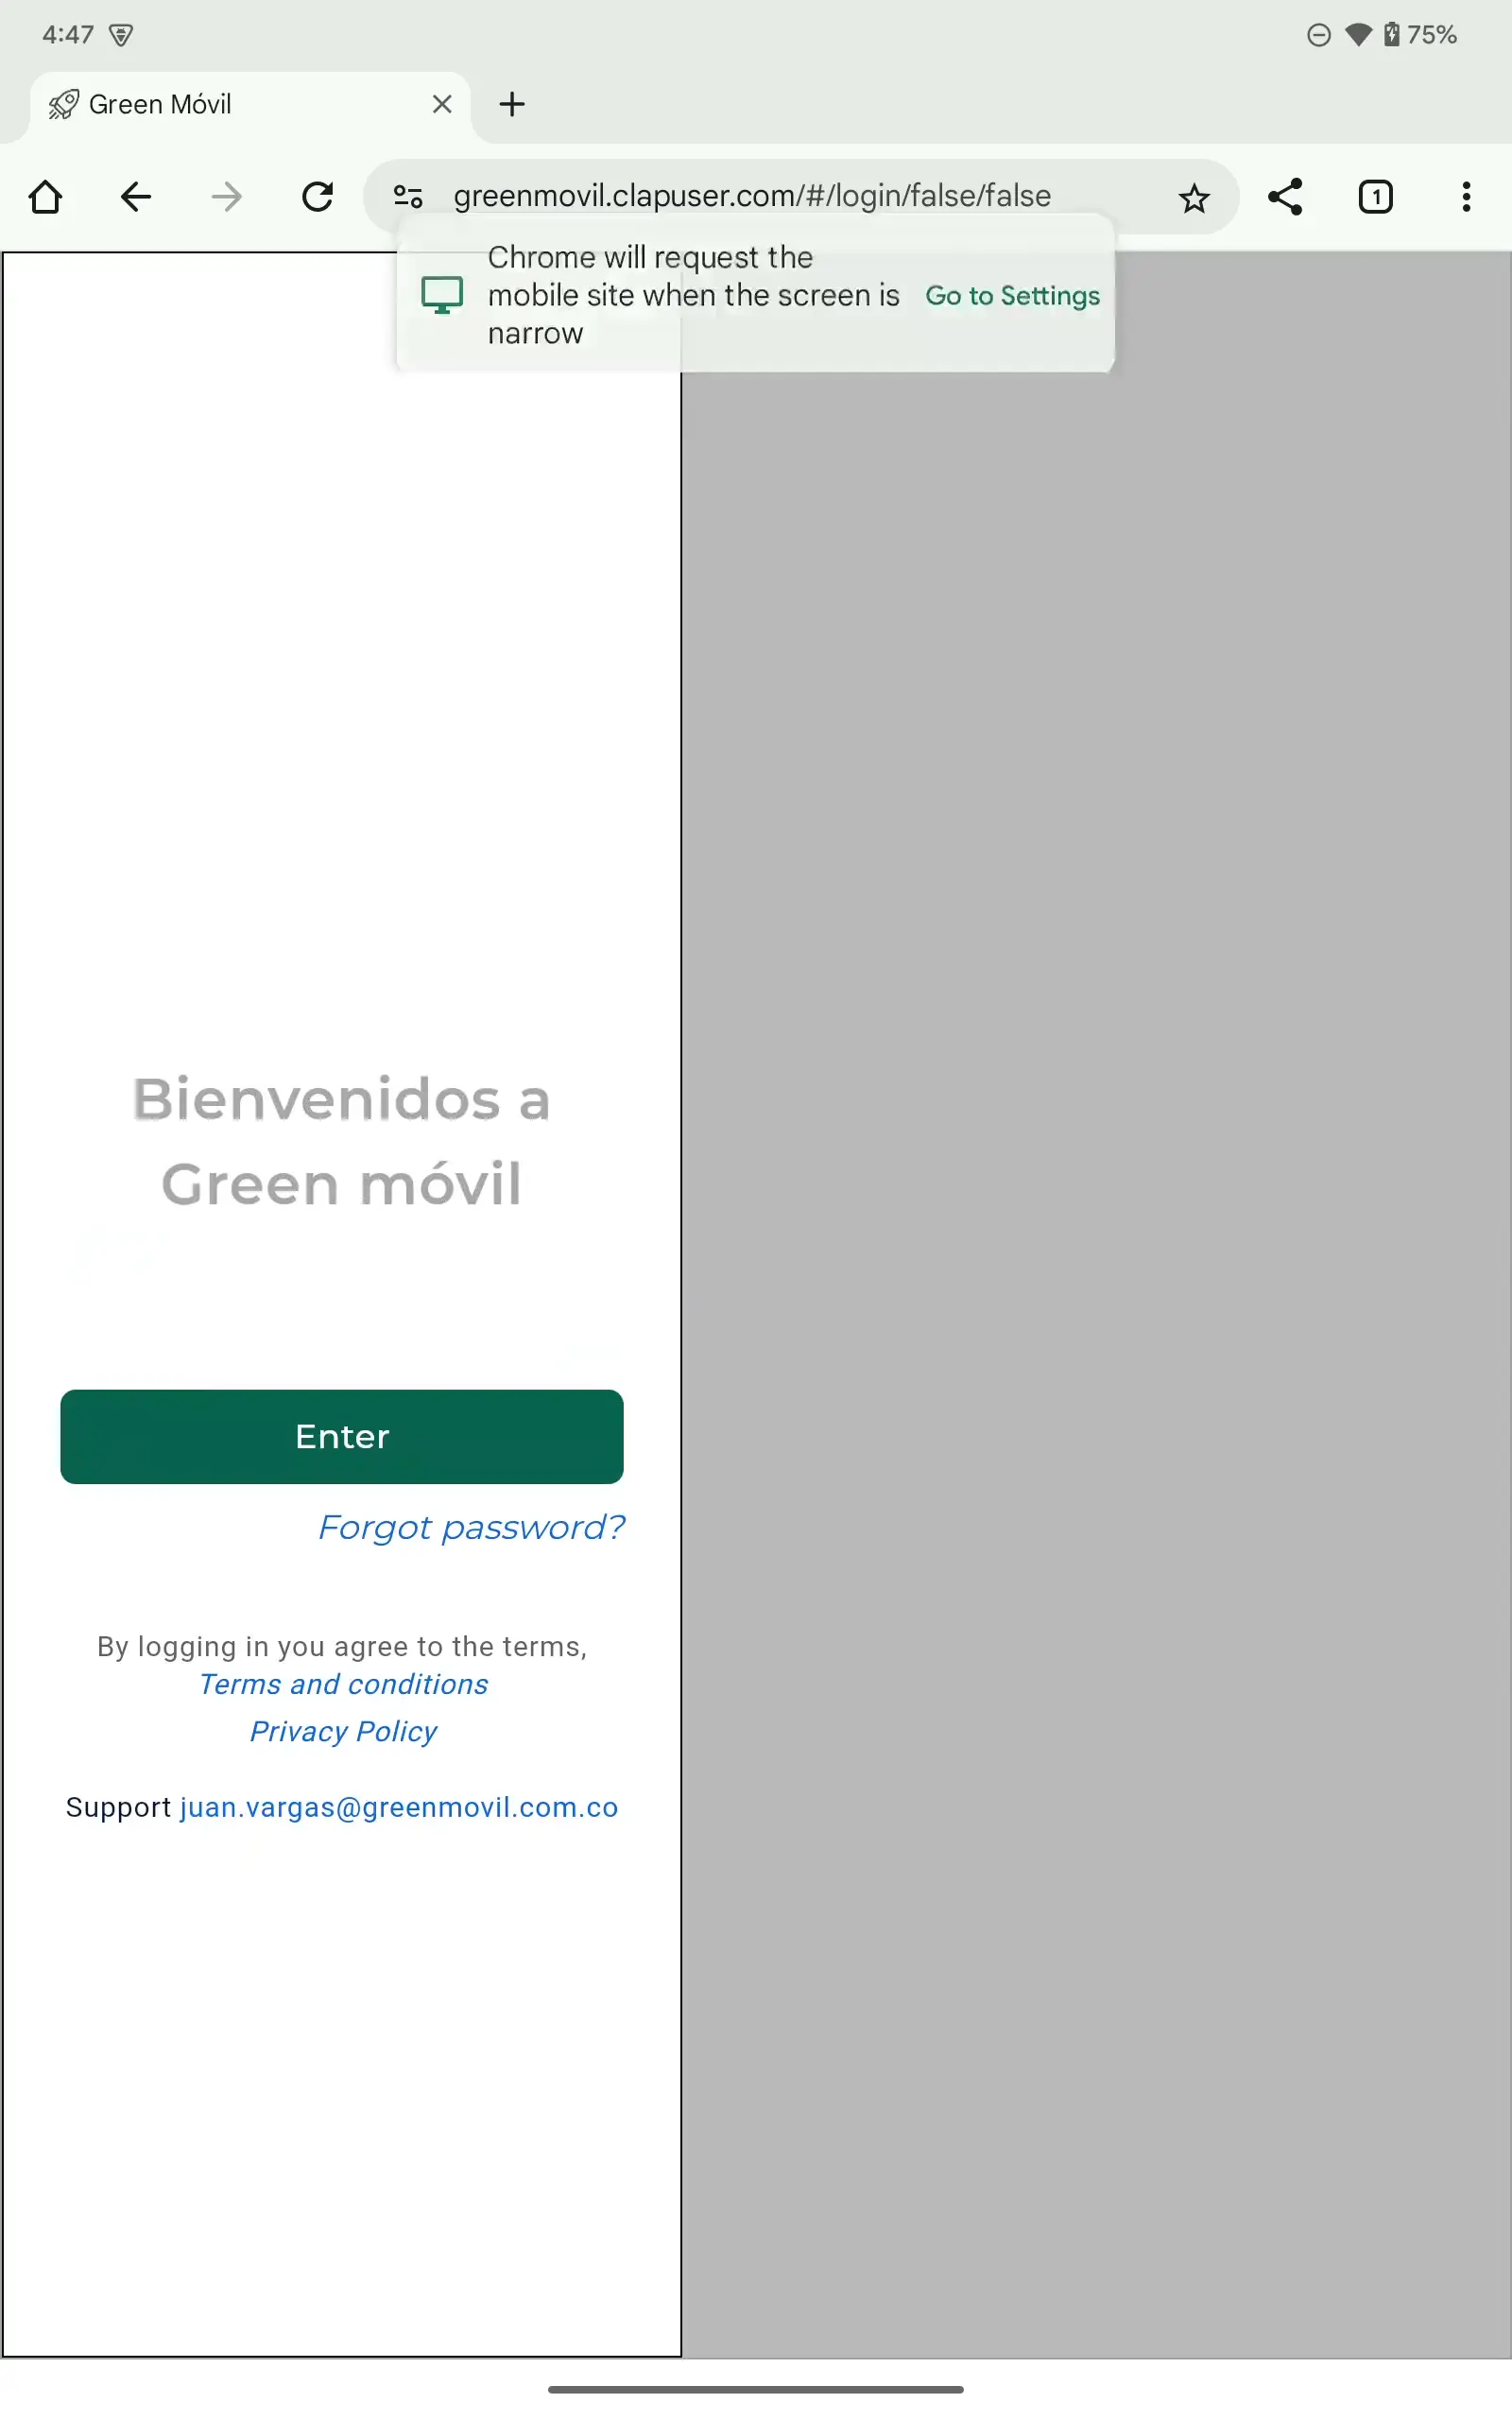 4:47
75%
Green Móvil
greenmovil.clapuser.com/#/login/false/false
1
Chrome will request the
mobile site when the screen is
narrow
Go to Settings
Bienvenidos a
Green móvil
Enter
Forgot password?
By logging in you agree to the terms,
Terms and conditions
Privacy Policy
Support juan.vargas@greenmovil.com.co